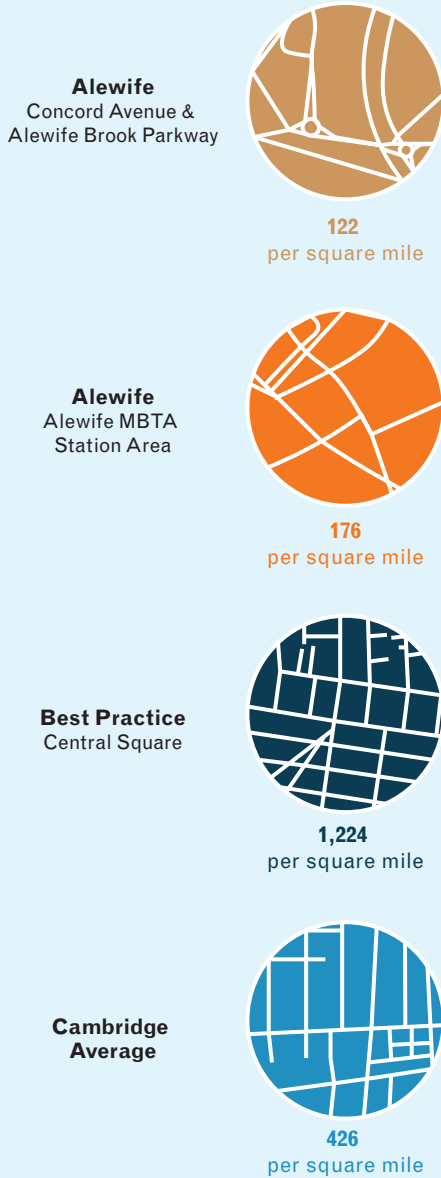 Alewife
Concord Avenue &
Alewife Brook Parkway
122
per square mile
Alewife
Alewife MBTA
Station Area
176
per square mile
Best Practice
Central Square
1,224
per square mile
Cambridge
Average
426
per square mile